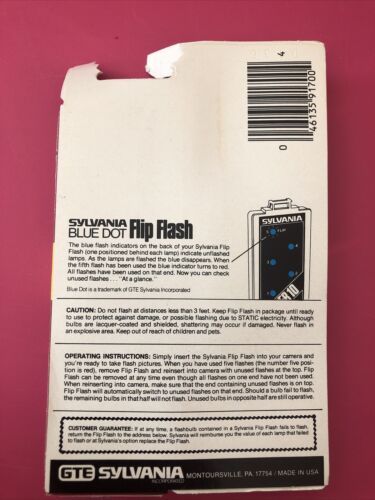 4
46135 91700
0
SYLVANIA
BLUE DOT Flip Flash
The blue flash indicators on the back of your Sylvania Flip
Flash (one positioned behind each lamp) indicate unflashed
lamps. As the lamps are flashed the blue disappears. When
the fifth flash has been used the blue indicator turns to red.
All flashes have been used on that end. Now you can check
unused flashes . . . "At a glance."
Blue Dot is a trademark of GTE Sylvania Incorporated
SYLVANIA
5 FLIP
4
CAUTION: Do not flash at distances less than 3 feet. Keep Flip Flash in package until ready
to use to protect against damage, or possible flashing due to STATIC electricity. Although
bulbs are lacquer-coated and shielded, shattering may occur if damaged. Never flash in
an explosive area. Keep out of reach of children and pets.
OPERATING INSTRUCTIONS: Simply insert the Sylvania Flip Flash into your camera and
you're ready to take flash pictures. When you have used five flashes (the number five posi-
tion is red), remove Flip Flash and reinsert with unused flashes at the top. Flip
Flash can be removed at any time even though all flashes on one end have not been used.
When reinserting into camera, make sure that the end containing unused flashes is on top.
Flip Flash will automatically switch to unused flashes on that end. Should a bulb fail to flash,
the remaining bulbs in that half will not flash. Unused bulbs in opposite half are still operative.
CUSTOMER GUARANTEE: If at any time, a flashbulb contained in a Sylvania Flip Flash fails to flash,
return the Flip Flash to the address below. Sylvania will reimburse you the value of each lamp that failed
to flash or at Sylvania's option replace the Flip Flash.
GTE SYLVANIA
INCORPORATED
MONTOURSVILLE, PA. 17754 / MADE IN USA